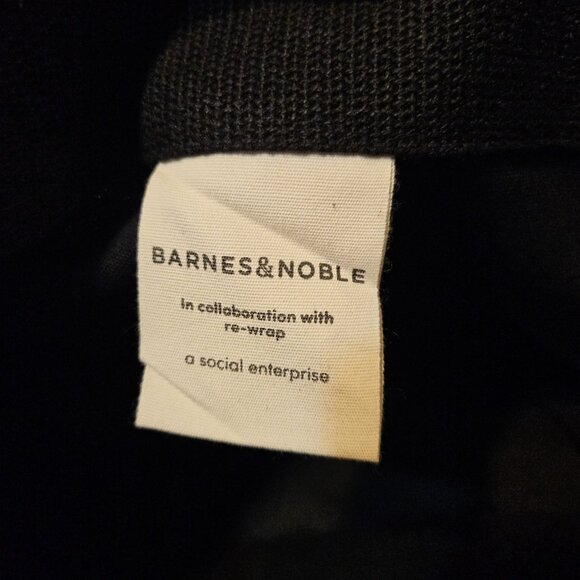 BARNES&NOBLE
In collaboration with
re-wrap
a social enterprise